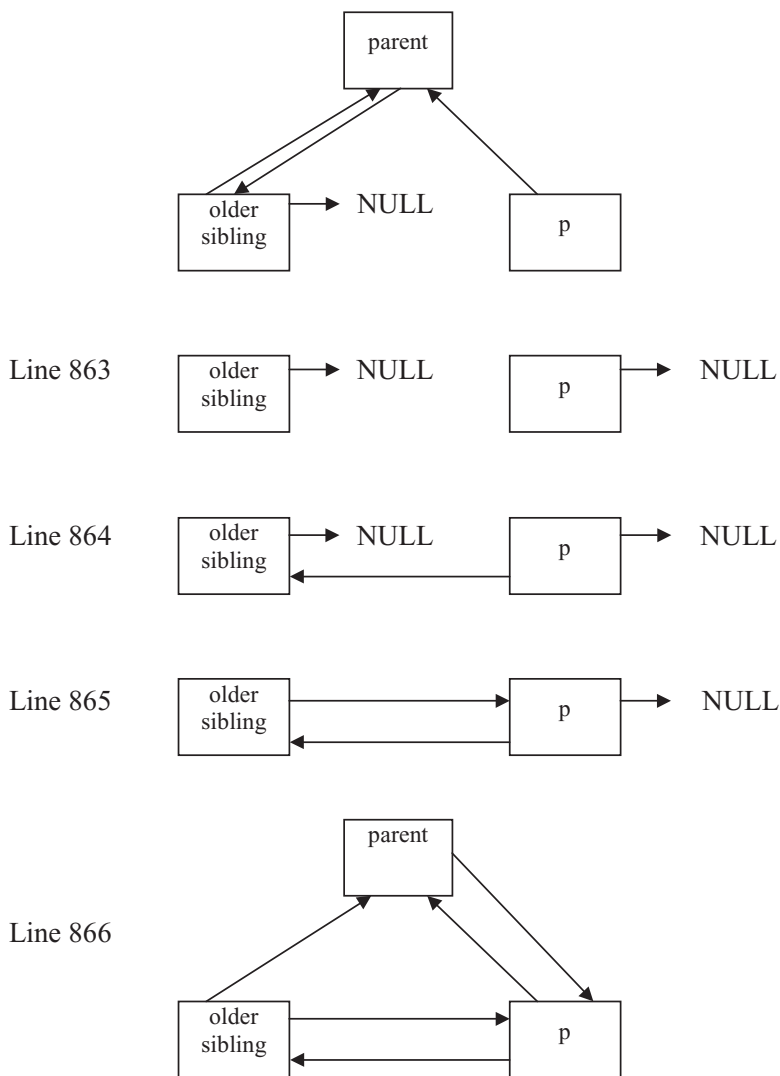 parent
older
sibling
NULL
p
Line 863
older
sibling
NULL
p
NULL
Line 864
older
sibling
NULL
p
NULL
Line 865
older
sibling
p
NULL
parent
Line 866
older
sibling
p